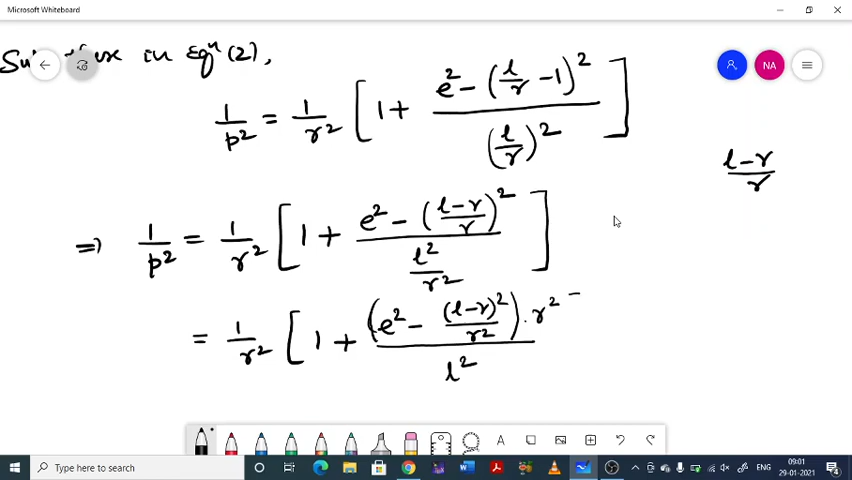 Microsoft Whiteboard
in Eqⁿ(2),
1/p² = 1/r² [1 + (e² - (l/r - 1)²)/(l/r)²]
(l-r)/r
⇒ 1/p² = 1/r² [1 + (e² - ((l-r)/r)²)/(l²/r²)]
= 1/r² [1 + (e² - (l-r)²/r²)·r²/l²
NA
Type here to search
ENG
09:01
29-01-2021
4